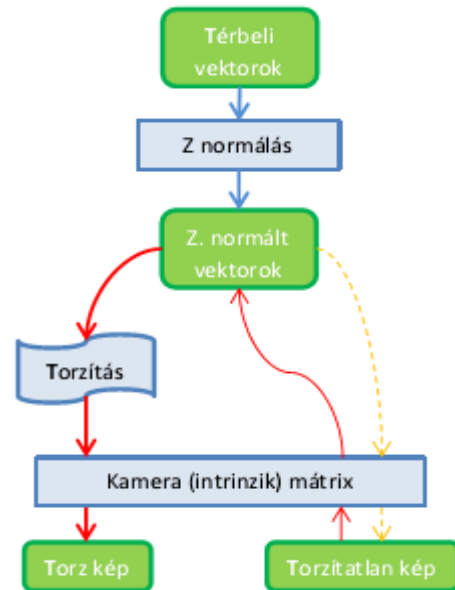 Térbeli
vektorok
Z normálás
Z. normált
vektorok
Torzítás
Kamera (intrinzik) mátrix
Torz kép
Torzítatlan kép